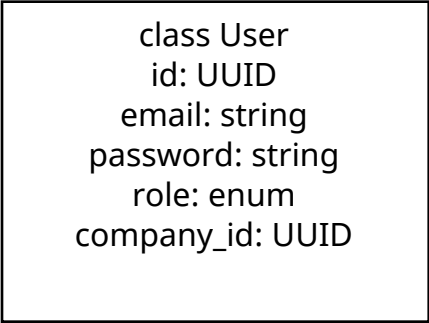 class User
id: UUID
email: string
password: string
role: enum
company_id: UUID